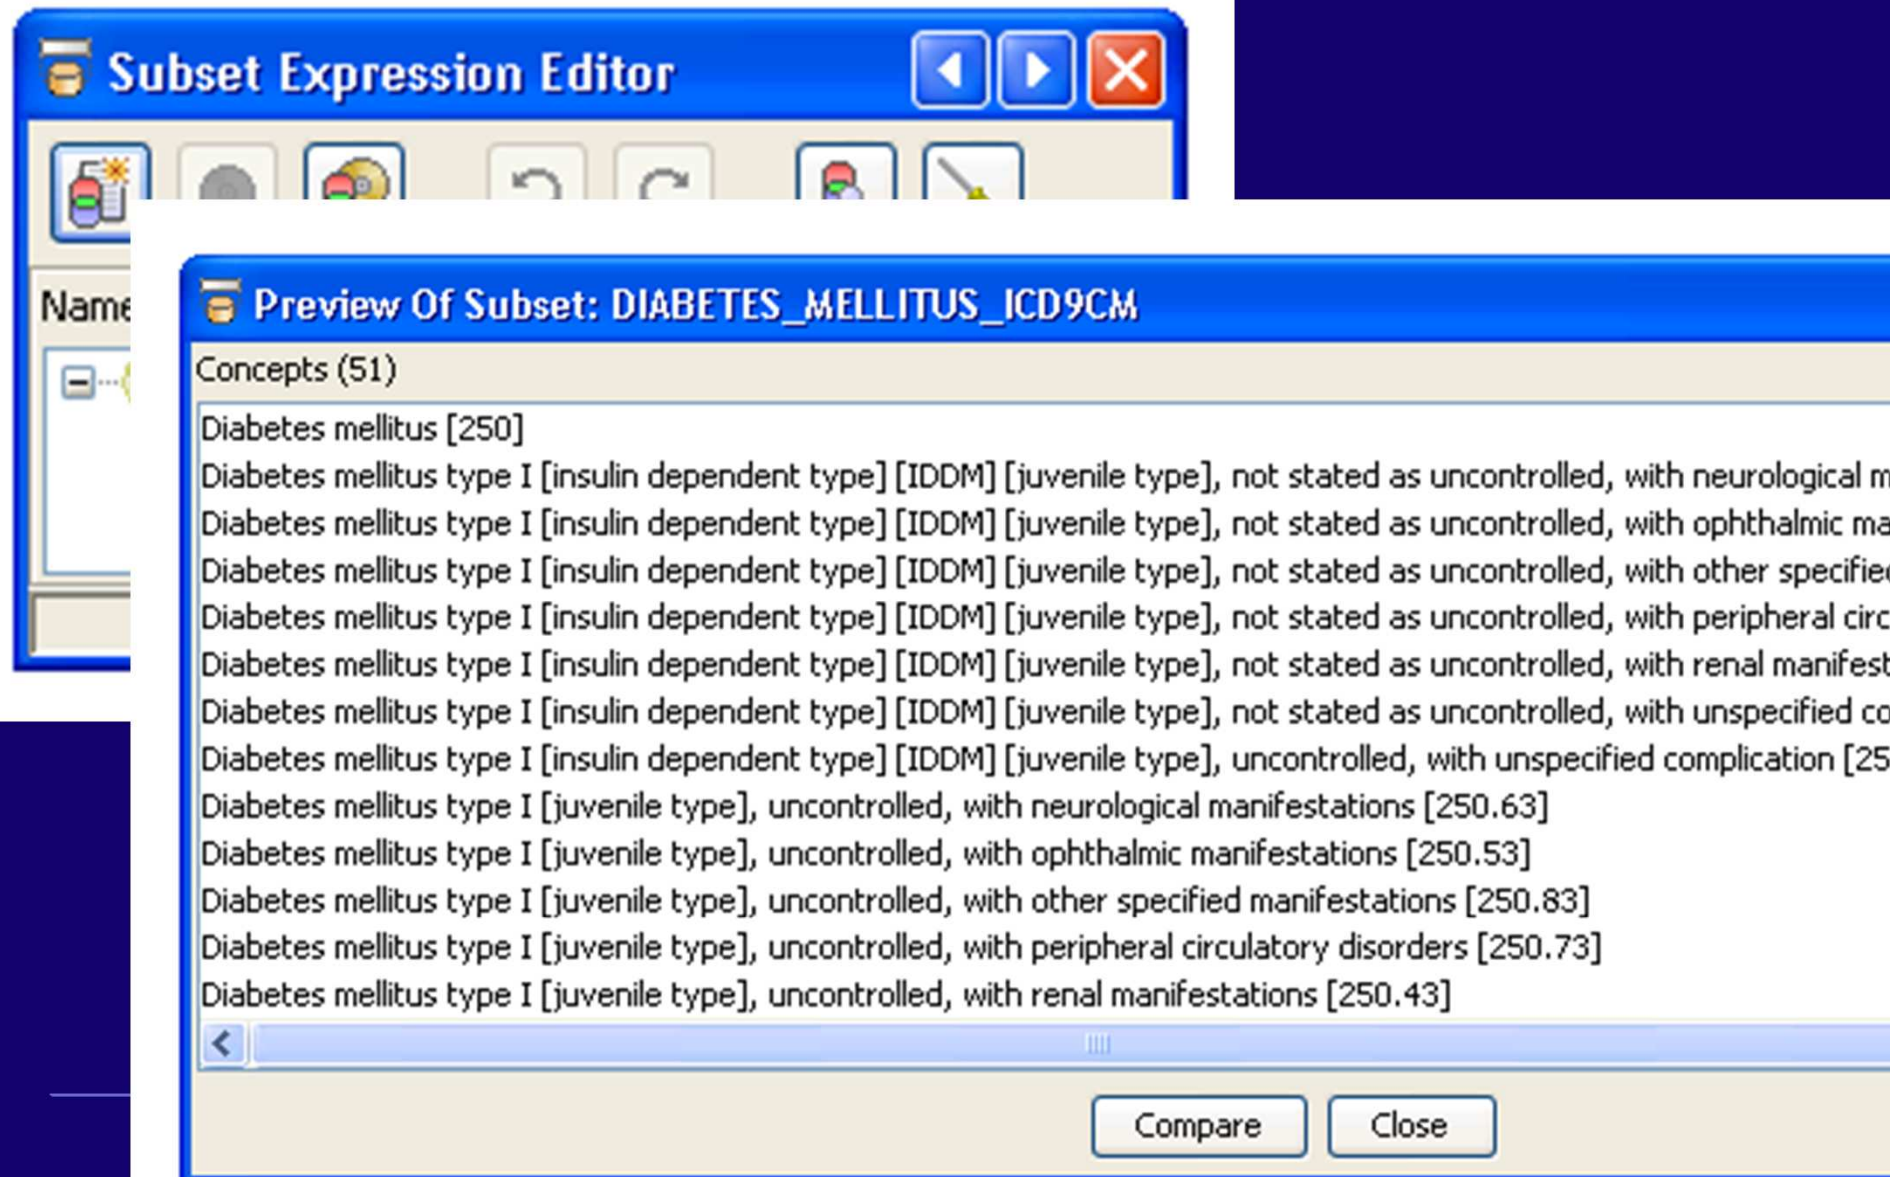 Subset Expression Editor
Name
Preview Of Subset: DIABETES_MELLITUS_ICD9CM
Concepts (51)
Diabetes mellitus [250]
Diabetes mellitus type I [insulin dependent type] [IDDM] [juvenile type], not stated as uncontrolled, with neurological
Diabetes mellitus type I [insulin dependent type] [IDDM] [juvenile type], not stated as uncontrolled, with ophthalmic
Diabetes mellitus type I [insulin dependent type] [IDDM] [juvenile type], not stated as uncontrolled, with other
Diabetes mellitus type I [insulin dependent type] [IDDM] [juvenile type], not stated as uncontrolled, with peripheral
Diabetes mellitus type I [insulin dependent type] [IDDM] [juvenile type], not stated as uncontrolled, with renal
Diabetes mellitus type I [insulin dependent type] [IDDM] [juvenile type], not stated as uncontrolled, with unspecified
Diabetes mellitus type I [insulin dependent type] [IDDM] [juvenile type], uncontrolled, with unspecified complication [25
Diabetes mellitus type I [juvenile type], uncontrolled, with neurological manifestations [250.63]
Diabetes mellitus type I [juvenile type], uncontrolled, with ophthalmic manifestations [250.53]
Diabetes mellitus type I [juvenile type], uncontrolled, with other specified manifestations [250.83]
Diabetes mellitus type I [juvenile type], uncontrolled, with peripheral circulatory disorders [250.73]
Diabetes mellitus type I [juvenile type], uncontrolled, with renal manifestations [250.43]
Compare
Close